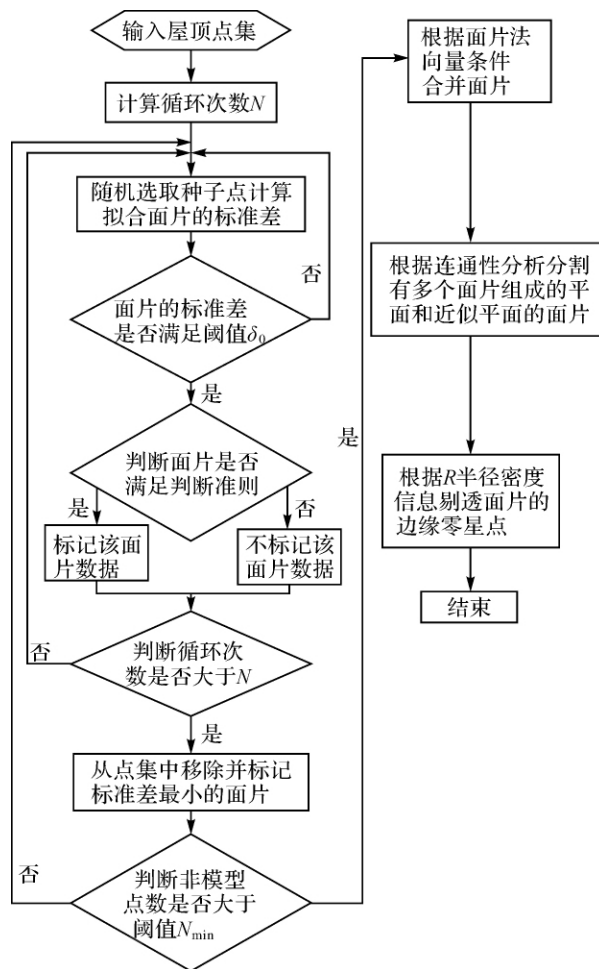 输入屋顶点集
计算循环次数N
随机选取种子点计算
拟合面片的标准差
否
面片的标准差
是否满足阈值δ₀
是
判断面片是否
满足判断准则
是
否
标记该面
片数据
不标记该
面片数据
否
判断循环次
数是否大于N
是
从点集中移除并标记
标准差最小的面片
否
判断非模型
点数是否大于
阈值Nmin
是
根据面片法
向量条件
合并面片
根据连通性分析分割
有多个面片组成的平
面和近似平面的面片
根据R半径密度
信息剔透面片的
边缘零星点
结束